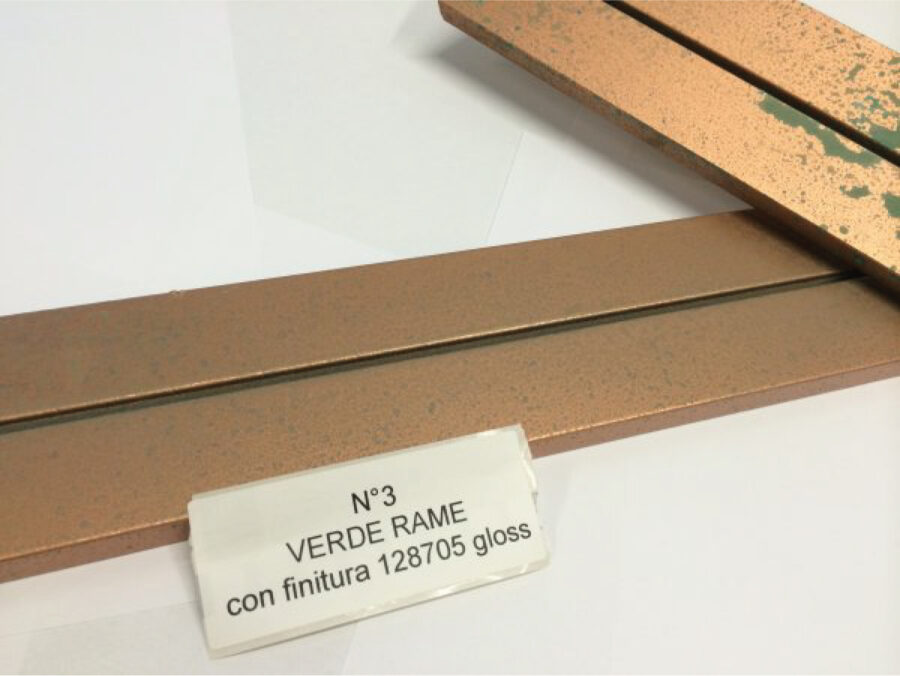 N°3
VERDE RAME
con finitura 128705 gloss